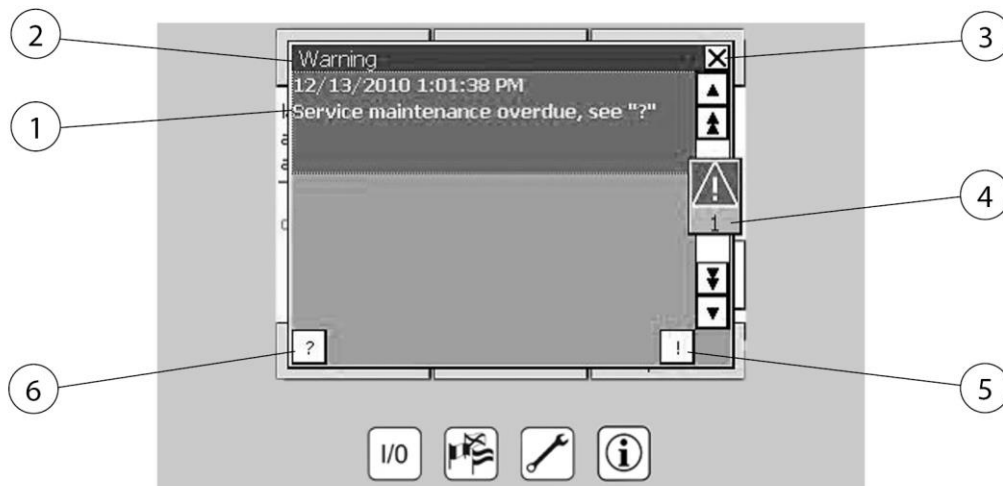 2
3
Warning
12/13/2010 1:01:38 PM
1
Service maintenance overdue, see "?"
!
1
4
?
!
6
5
I/0
i